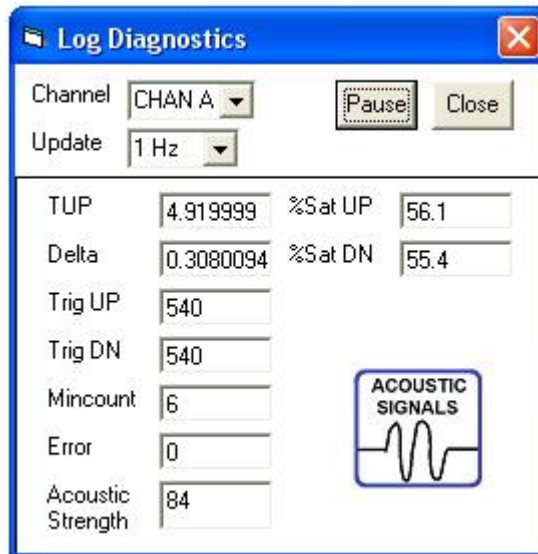 Log Diagnostics
Channel CHAN A Pause Close
Update 1 Hz
TUP 4.919999 %Sat UP 56.1
Delta 0.3080094 %Sat DN 55.4
Trig UP 540
Trig DN 540
Mincount 6
Error 0
Acoustic
Strength 84
ACOUSTIC
SIGNALS